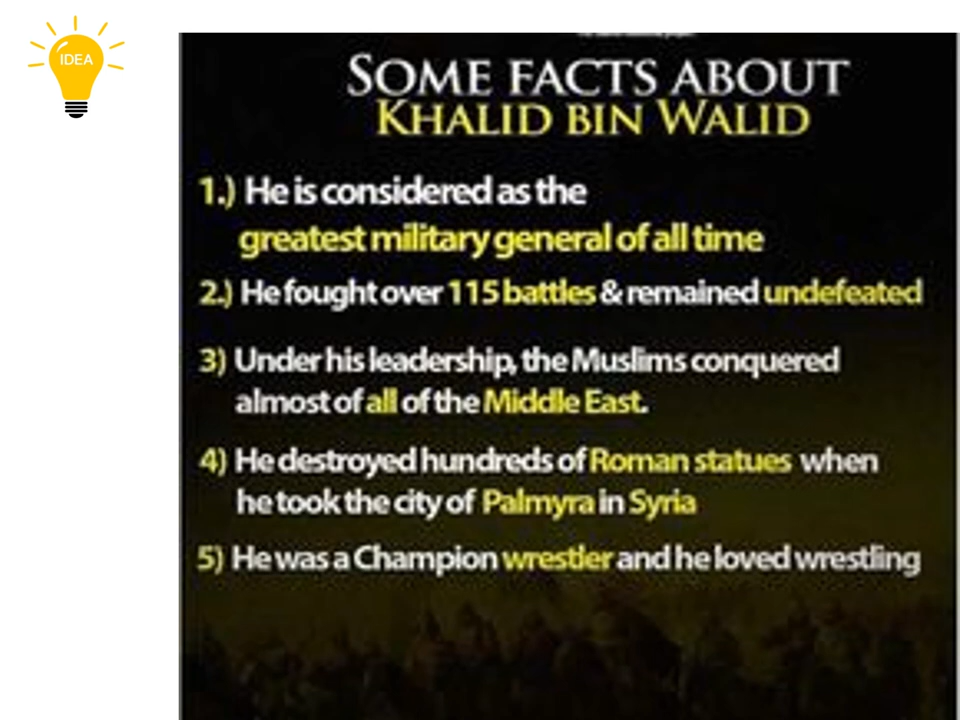 IDEA
SOME FACTS ABOUT
KHALID BIN WALID
1.) He is considered as the
greatest military general of all time
2.) He fought over 115 battles & remained undefeated
3) Under his leadership, the Muslims conquered
almost of all of the Middle East.
4) He destroyed hundreds of Roman statues when
he took the city of Palmyra in Syria
5) He was a Champion wrestler and he loved wrestling